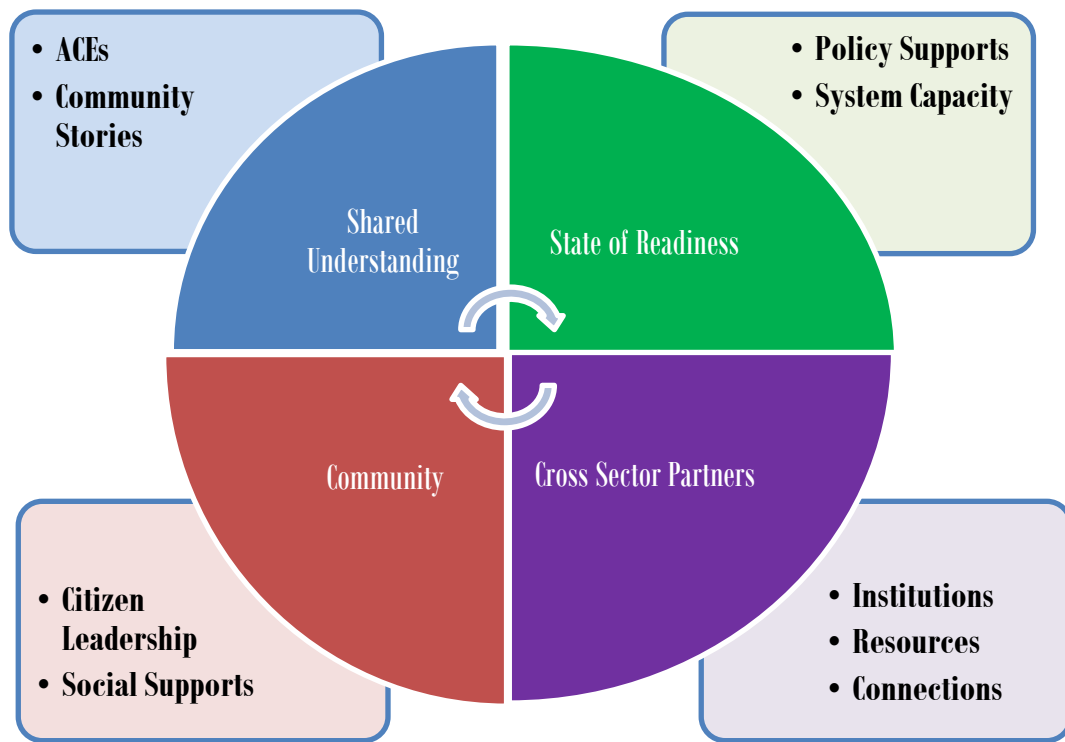 • ACEs
• Community
Stories
• Policy Supports
• System Capacity
Shared
Understanding
State of Readiness
Community
Cross Sector Partners
• Citizen
Leadership
• Social Supports
• Institutions
• Resources
• Connections